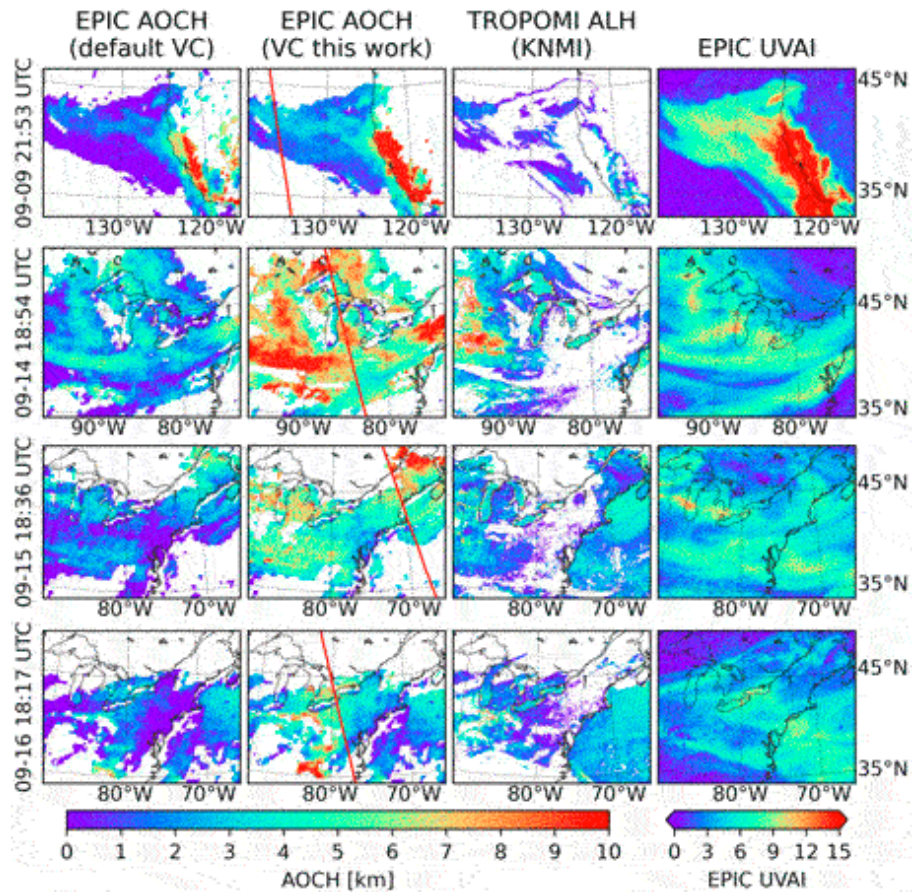 EPIC AOCH EPIC AOCH TROPOMI ALH
(default VC) (VC this work) (KNMI) EPIC UVAI
09-09 21:53 UTC
45°N
35°N
130°W 120°W 130°W 120°W 130°W 120°W 130°W 120°W
09-14 18:54 UTC
45°N
35°N
90°W 80°W 90°W 80°W 90°W 80°W 90°W 80°W
09-15 18:36 UTC
45°N
35°N
80°W 70°W 80°W 70°W 80°W 70°W 80°W 70°W
09-16 18:17 UTC
45°N
35°N
80°W 70°W 80°W 70°W 80°W 70°W 80°W 70°W
0 1 2 3 4 5 6 7 8 9 10 0 3 6 9 12 15
AOCH [km] EPIC UVAI